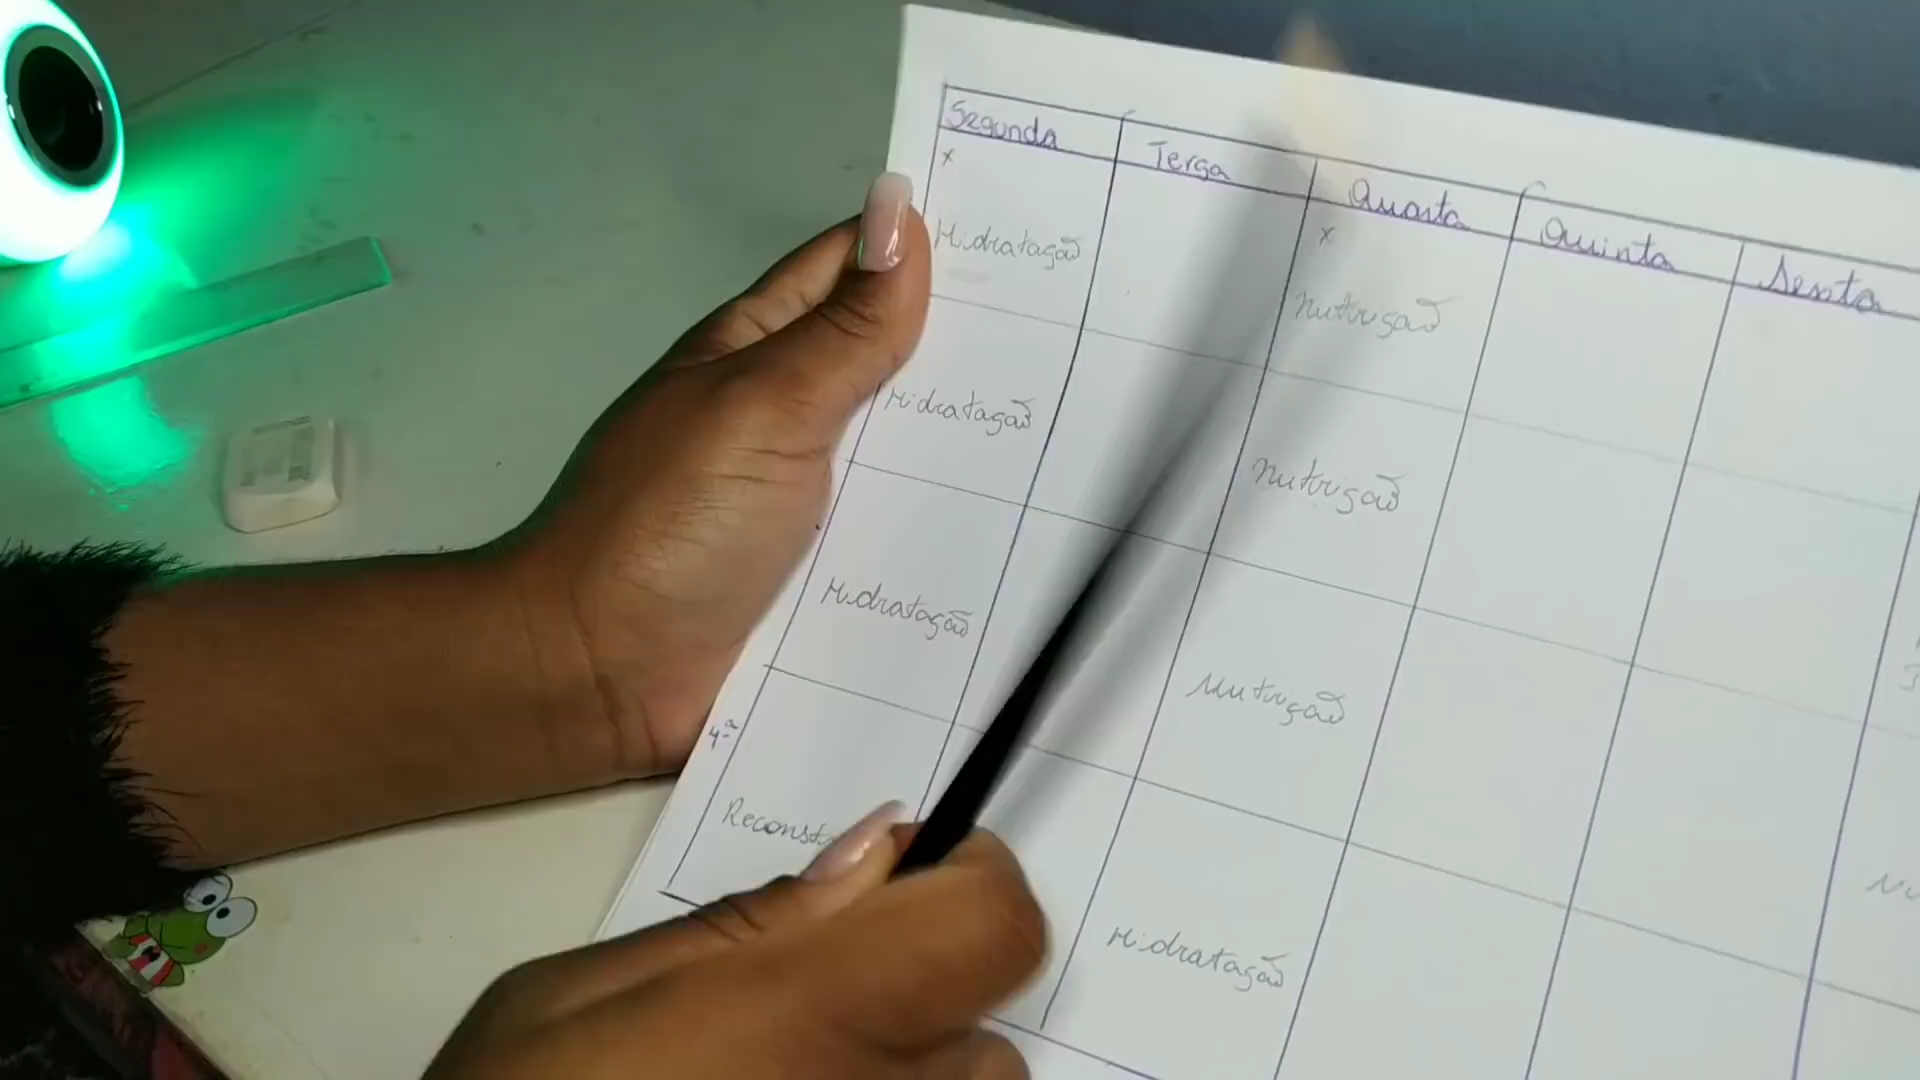 Segunda Terça Quarta Quinta Sexta
x x
Hidratação Nutrição
Hidratação Nutrição
Hidratação Nutrição
4ª
Hidratação